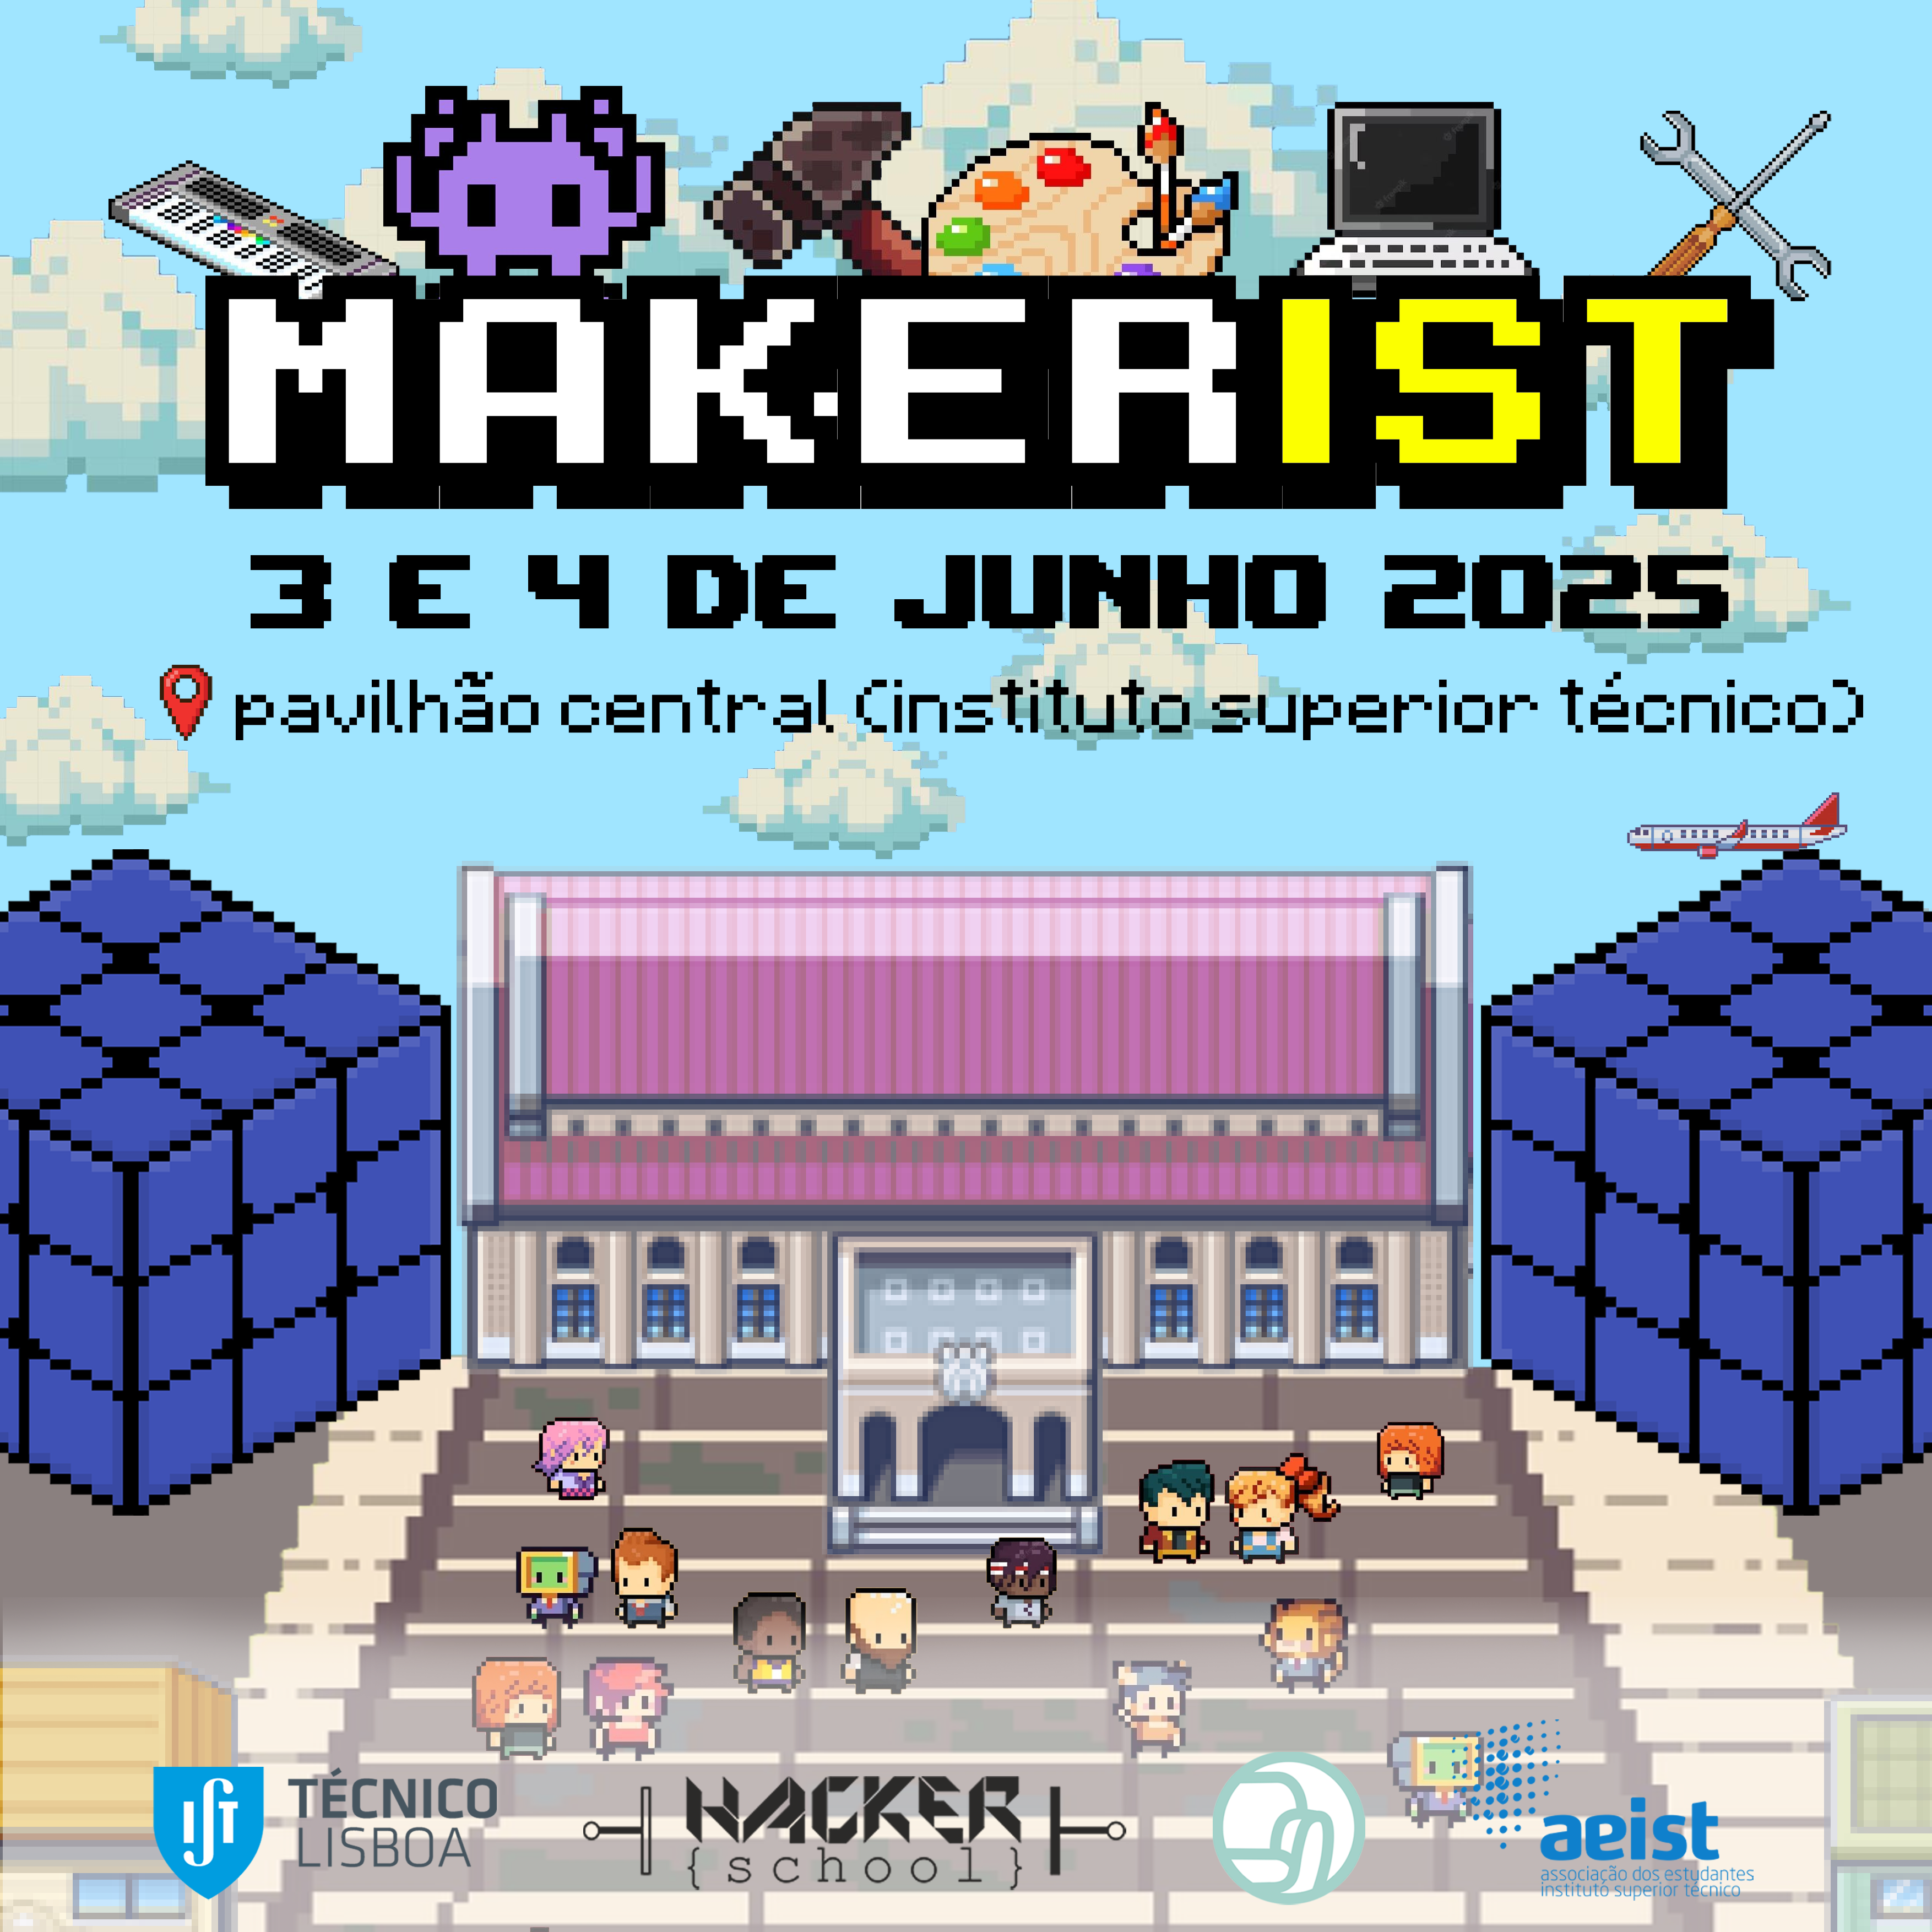 MAKERIST
3 E 4 DE JUNHO 2025
pavilhão central (instituto superior técnico)
TÉCNICO
LISBOA
HACKER
{school}
aeist
associação dos estudantes
instituto superior técnico